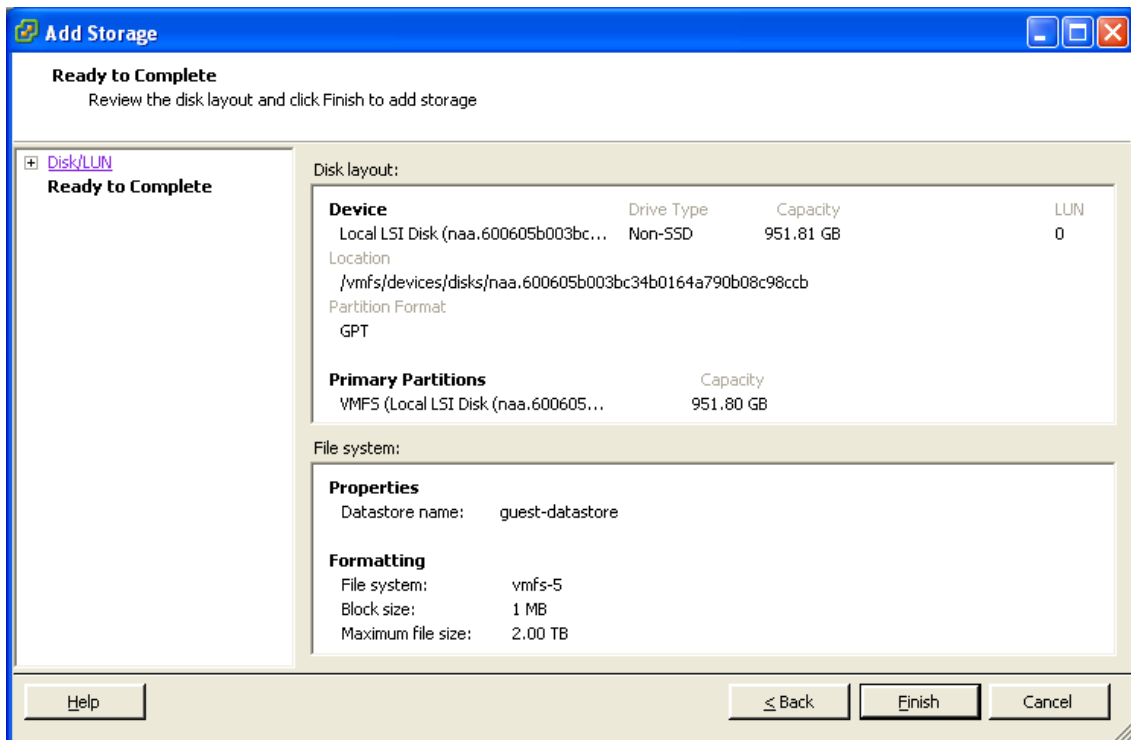 Add Storage
Ready to Complete
Review the disk layout and click Finish to add storage
Disk/LUN
Ready to Complete
Disk layout:
Device Drive Type Capacity LUN
Local LSI Disk (naa.600605b003bc... Non-SSD 951.81 GB 0
Location
/vmfs/devices/disks/naa.600605b003bc34b0164a790b08c98ccb
Partition Format
GPT
Primary Partitions Capacity
VMFS (Local LSI Disk (naa.600605... 951.80 GB
File system:
Properties
Datastore name: guest-datastore
Formatting
File system: vmfs-5
Block size: 1 MB
Maximum file size: 2.00 TB
Help < Back Finish Cancel